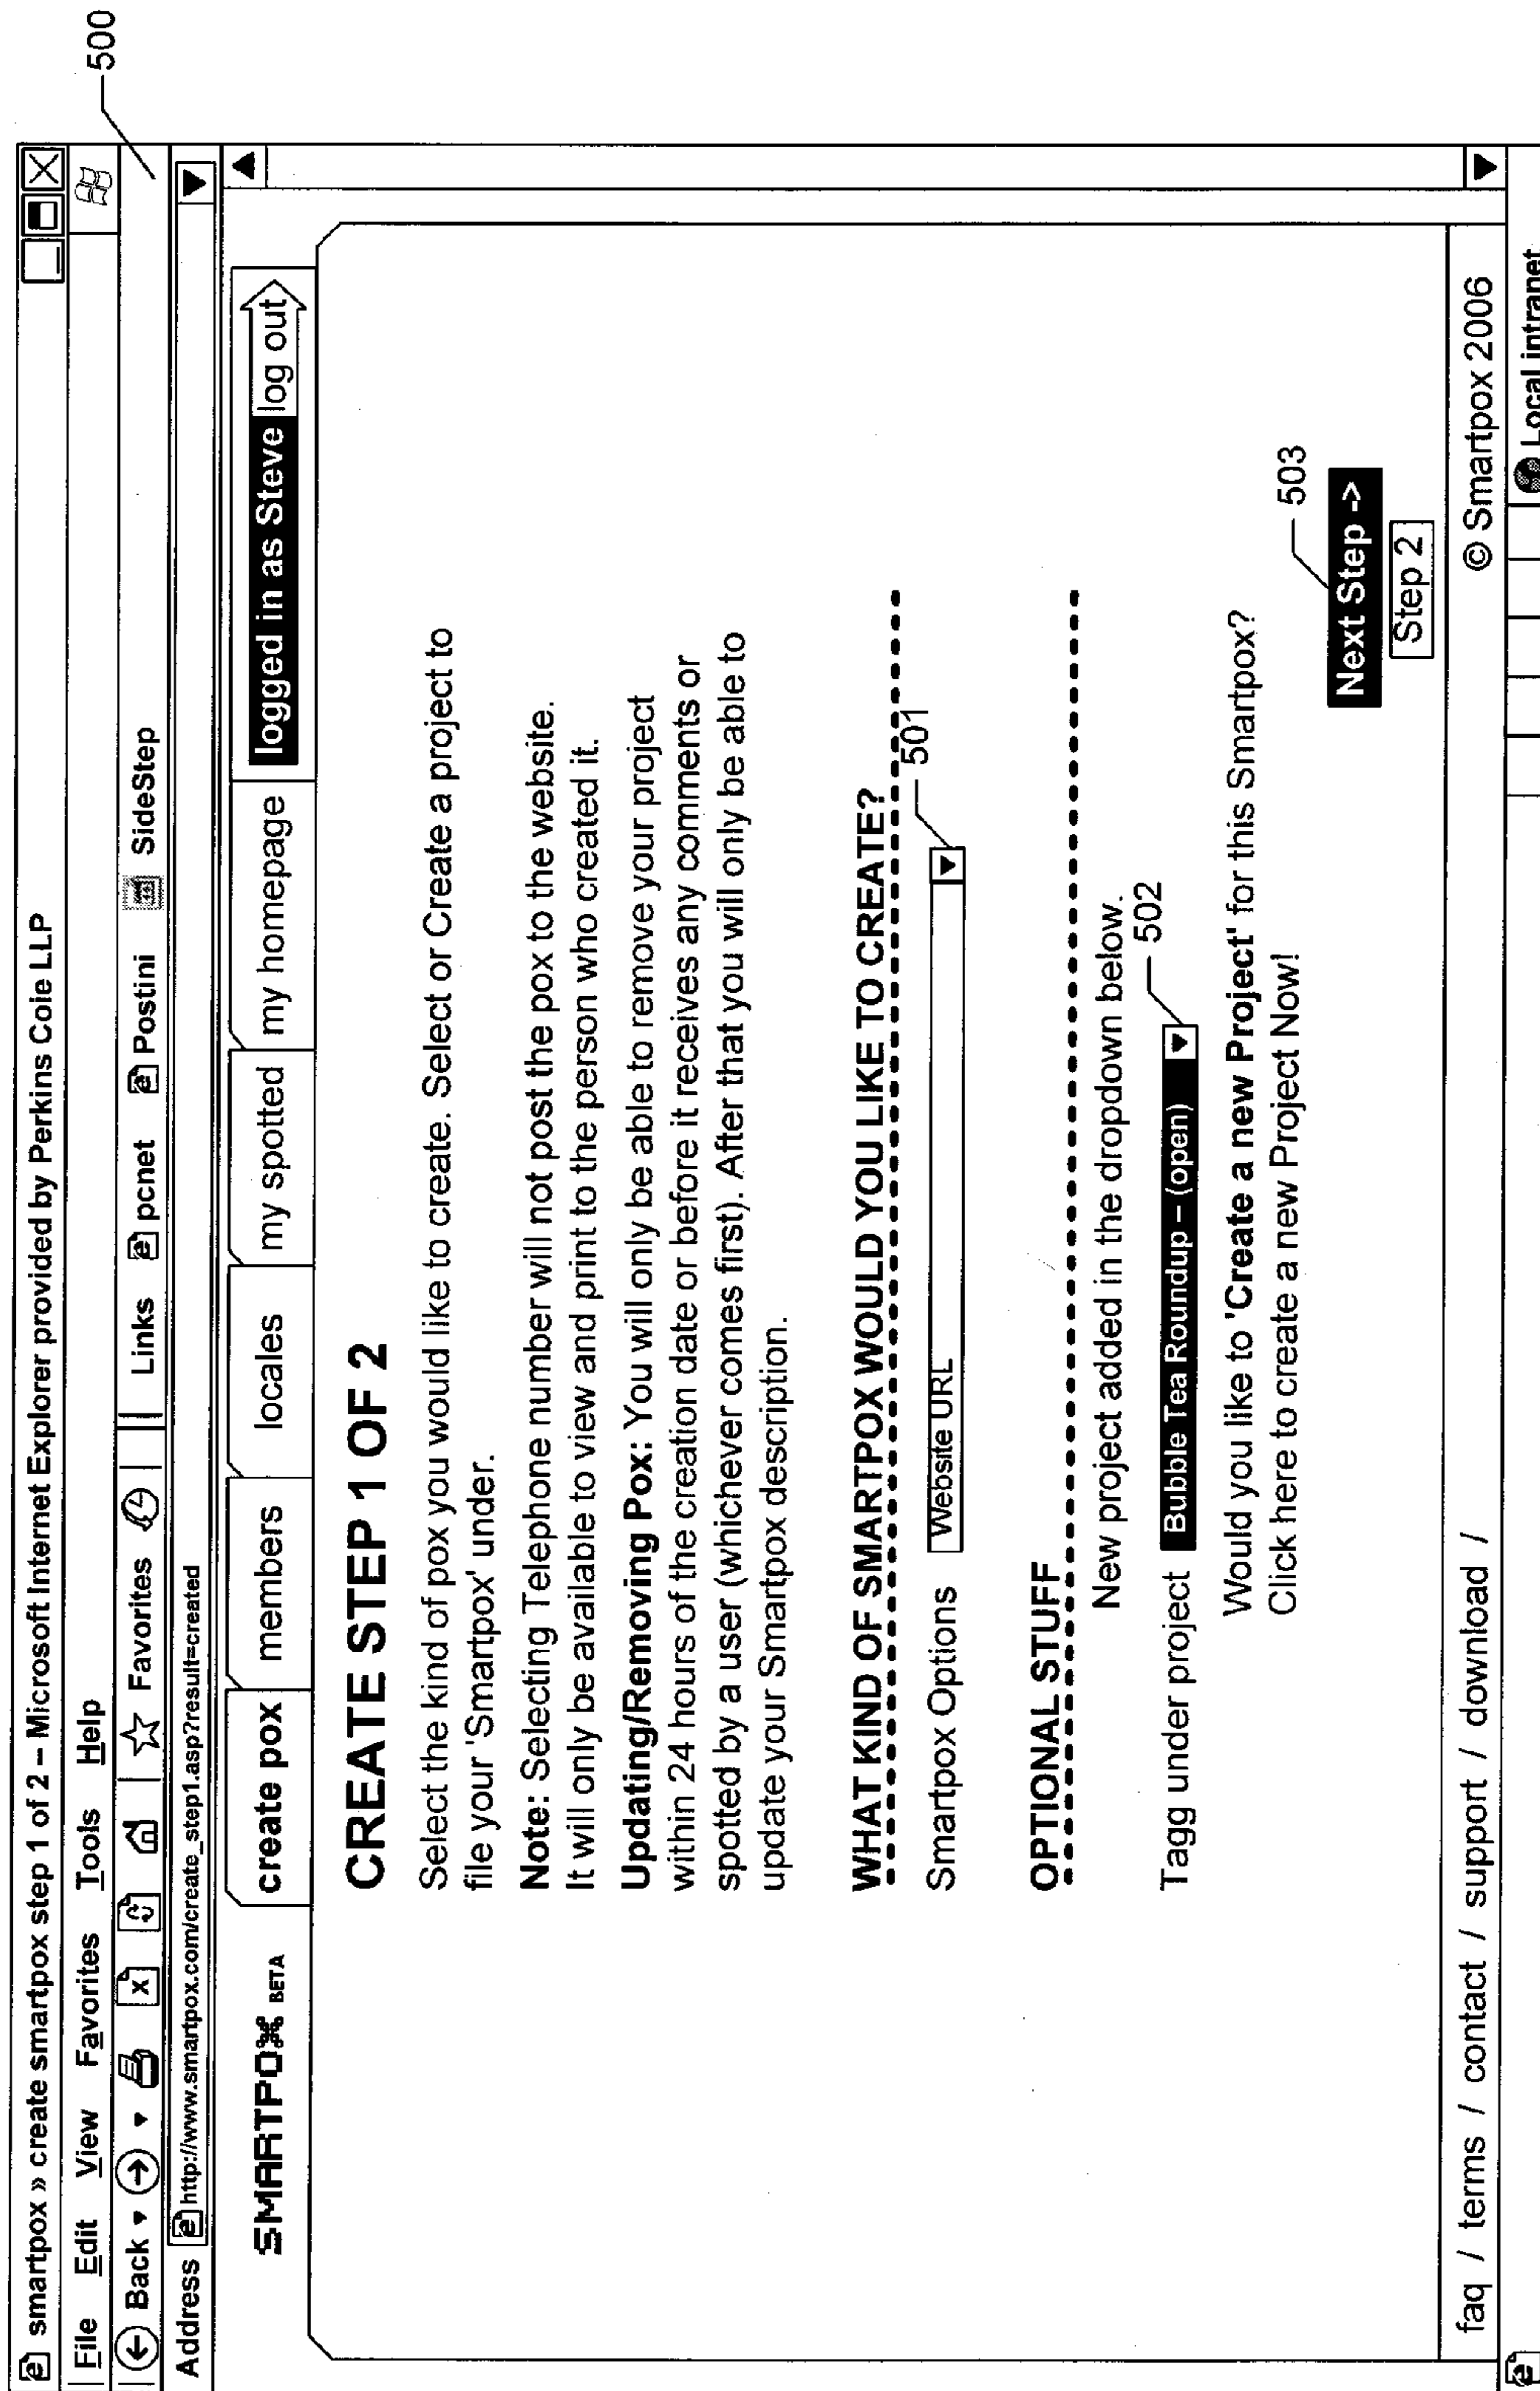 smartpox » create smartpox step 1 of 2 – Microsoft Internet Explorer provided by Perkins Coie LLP
File Edit View Favorites Tools Help
Back Favorites Links pcnet Postini SideStep
500
Address http://www.smartpox.com/create_step1.asp?result=created
SMARTPOX BETA create pox members locales my spotted my homepage logged in as Steve log out
CREATE STEP 1 OF 2
Select the kind of pox you would like to create. Select or Create a project to
file your 'Smartpox' under.
Note: Selecting Telephone number will not post the pox to the website.
It will only be available to view and print to the person who created it.
Updating/Removing Pox: You will only be able to remove your project
within 24 hours of the creation date or before it receives any comments or
spotted by a user (whichever comes first). After that you will only be able to
update your Smartpox description.
WHAT KIND OF SMARTPOX WOULD YOU LIKE TO CREATE?
501
Smartpox Options Website URL
OPTIONAL STUFF
New project added in the dropdown below.
502
Tagg under project Bubble Tea Roundup – (open)
Would you like to 'Create a new Project' for this Smartpox?
Click here to create a new Project Now!
503
Next Step ->
Step 2
faq / terms / contact / support / download / © Smartpox 2006
Local intranet